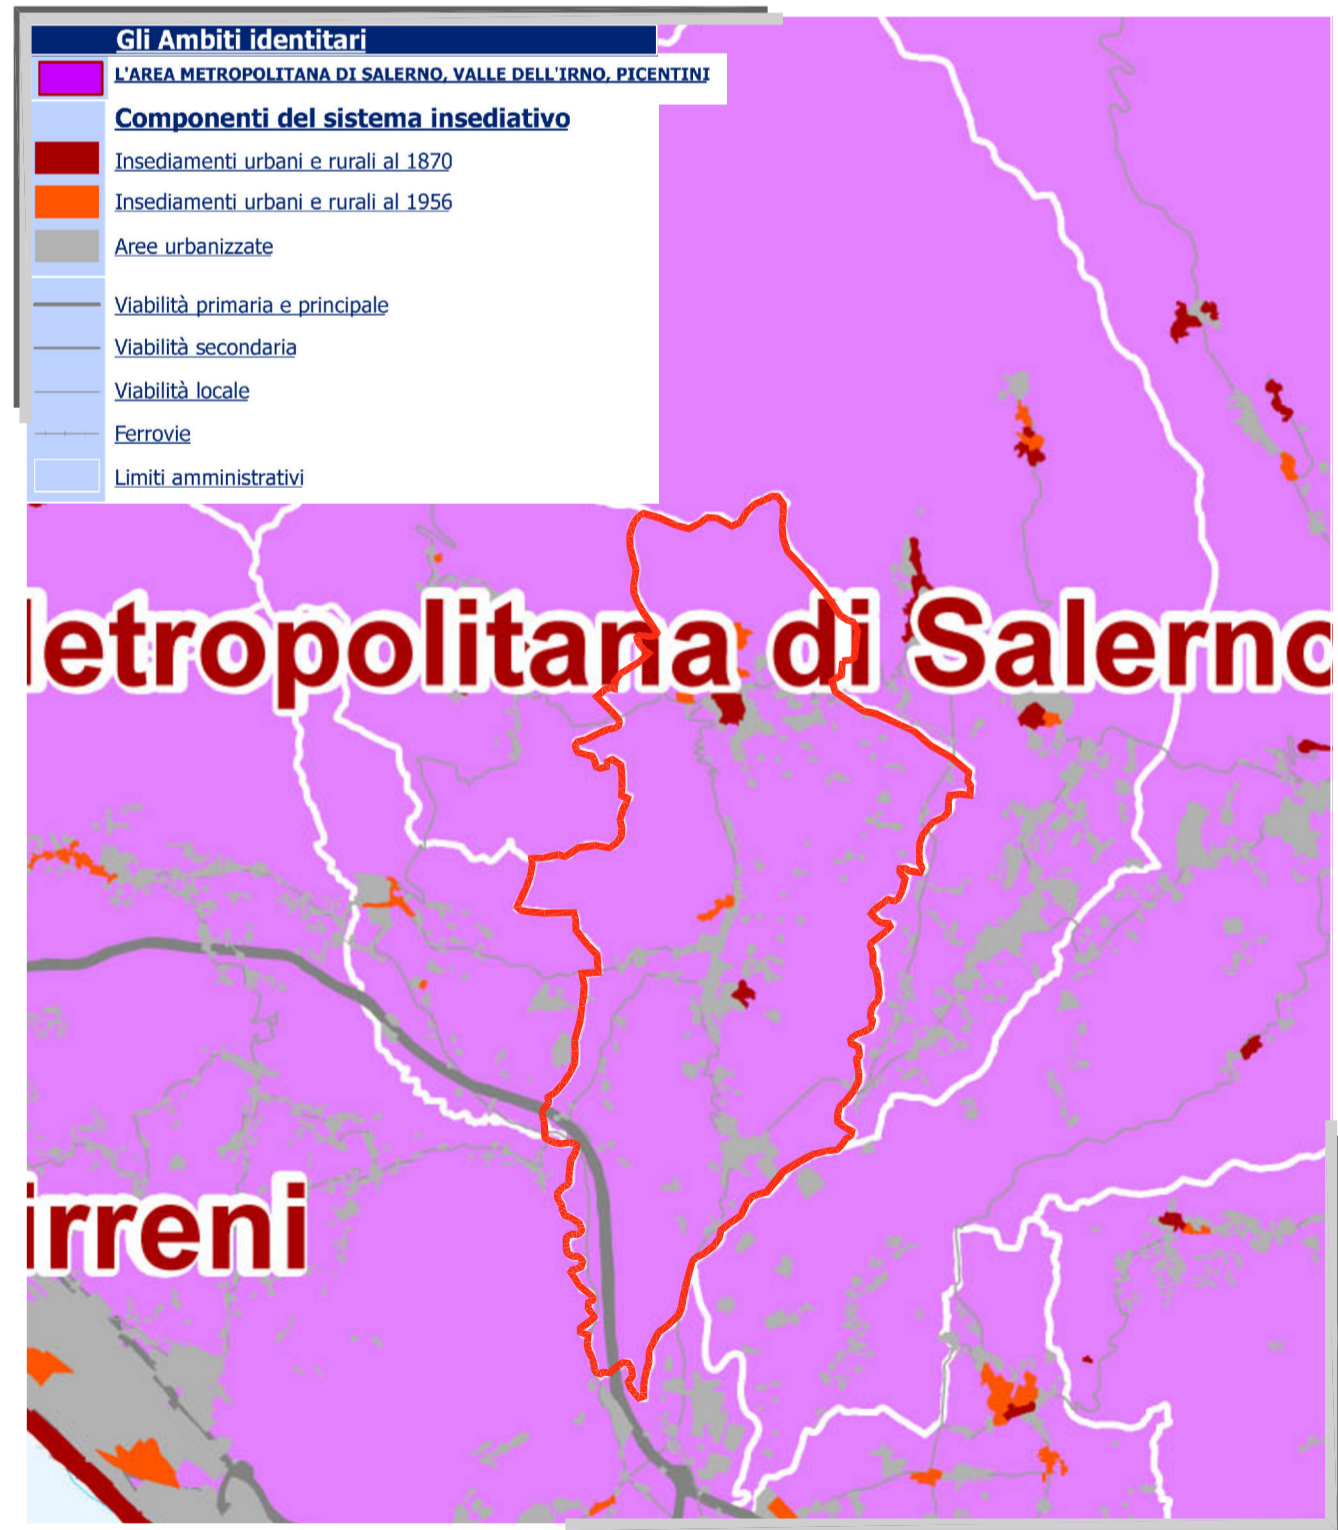 Gli Ambiti identitari
L'AREA METROPOLITANA DI SALERNO, VALLE DELL'IRNO, PICENTINI
Componenti del sistema insediativo
Insediamenti urbani e rurali al 1870
Insediamenti urbani e rurali al 1956
Aree urbanizzate
Viabilità primaria e principale
Viabilità secondaria
Viabilità locale
Ferrovie
Limiti amministrativi
etropolitana di Salerno
irreni